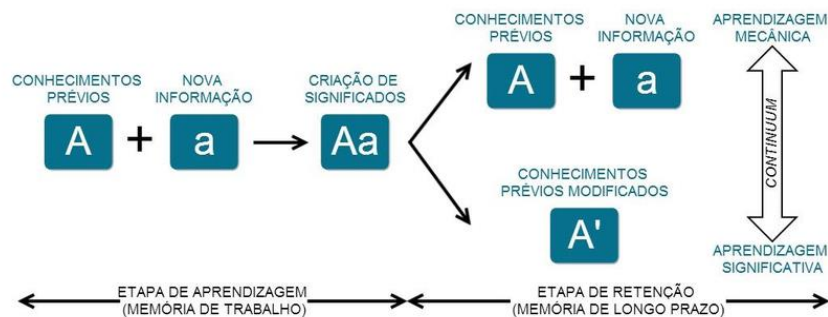 CONHECIMENTOS
PRÉVIOS
NOVA
INFORMAÇÃO
CRIAÇÃO DE
SIGNIFICADOS
A + a
Aa
CONHECIMENTOS
PRÉVIOS
NOVA
INFORMAÇÃO
A + a
CONHECIMENTOS
PRÉVIOS MODIFICADOS
A'
APRENDIZAGEM
MECÂNICA
CONTINUUM
APRENDIZAGEM
SIGNIFICATIVA
ETAPA DE APRENDIZAGEM
(MEMÓRIA DE TRABALHO)
ETAPA DE RETENÇÃO
(MEMÓRIA DE LONGO PRAZO)